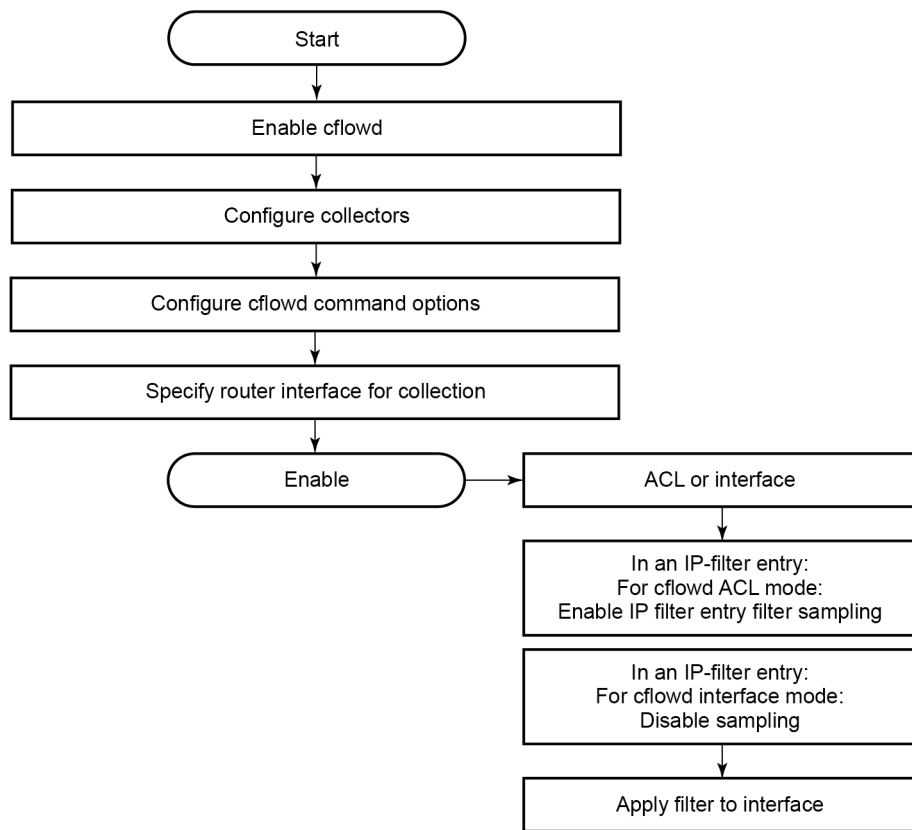 Start
Enable cflowd
Configure collectors
Configure cflowd command options
Specify router interface for collection
Enable
ACL or interface
In an IP-filter entry:
For cflowd ACL mode:
Enable IP filter entry filter sampling
In an IP-filter entry:
For cflowd interface mode:
Disable sampling
Apply filter to interface